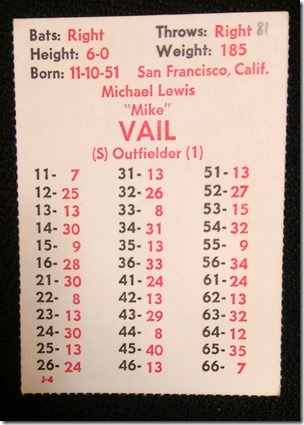 Bats: Right Throws: Right 81
Height: 6-0 Weight: 185
Born: 11-10-51 San Francisco, Calif.
Michael Lewis
"Mike"
VAIL
(S) Outfielder (1)
11- 7 31- 13 51- 13
12- 25 32- 26 52- 27
13- 13 33- 8 53- 13
14- 30 34- 31 54- 32
15- 9 35- 13 55- 9
16- 28 36- 33 56- 34
21- 30 41- 24 61- 24
22- 8 42- 13 62- 13
23- 13 43- 29 63- 32
24- 30 44- 8 64- 12
25- 13 45- 40 65- 35
26- 24 46- 13 66- 7
J-4